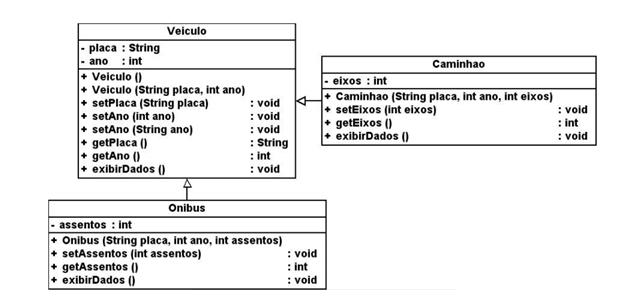 Veiculo
- placa : String
- ano : int
+ Veiculo ()
+ Veiculo (String placa, int ano)
+ setPlaca (String placa) : void
+ setAno (int ano) : void
+ setAno (String ano) : void
+ getPlaca () : String
+ getAno () : int
+ exibirDados () : void
Caminhao
- eixos : int
+ Caminhao (String placa, int ano, int eixos)
+ setEixos (int eixos) : void
+ getEixos () : int
+ exibirDados () : void
Onibus
- assentos : int
+ Onibus (String placa, int ano, int assentos)
+ setAssentos (int assentos) : void
+ getAssentos () : int
+ exibirDados () : void